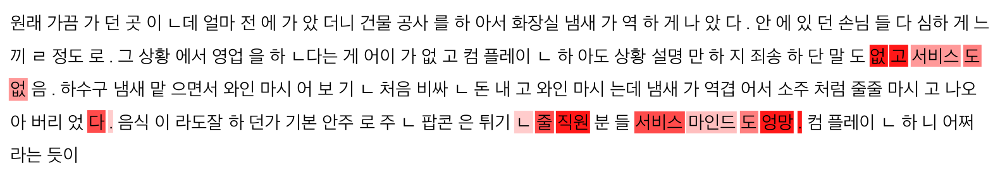 원래 가끔 가 던 곳 이 ㄴ데 얼마 전 에 가 았 더니 건물 공사 를 하 아서 화장실 냄새 가 역 하 게 나 았 다 . 안 에 있 던 손님 들 다 심하 게 느
끼 ㄹ 정도 로 . 그 상황 에서 영업 을 하 ㄴ다는 게 어이 가 없 고 컴 플레이 ㄴ 하 아도 상황 설명 만 하 지 죄송 하 단 말 도 없 고 서비스 도
없 음 . 하수구 냄새 맡 으면서 와인 마시 어 보 기 ㄴ 처음 비싸 ㄴ 돈 내 고 와인 마시 는데 냄새 가 역겹 어서 소주 처럼 줄줄 마시 고 나오
아 버리 었 다 . 음식 이 라도잘 하 던가 기본 안주 로 주 ㄴ 팝콘 은 튀기 ㄴ 줄 직원 분 들 서비스 마인드 도 엉망 . 컴 플레이 ㄴ 하 니 어쩌
라는 듯이